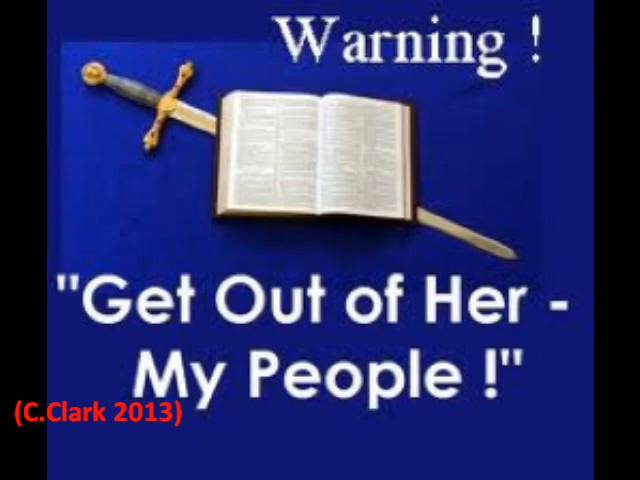 Warning !
"Get Out of Her -
My People !"
(C.Clark 2013)